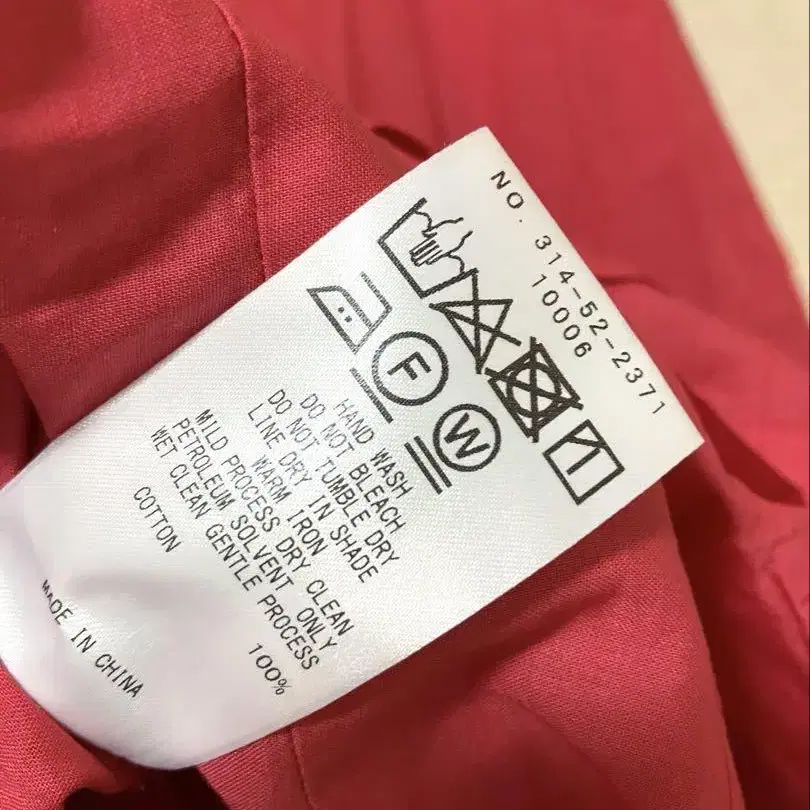 NO. 314-52-2371
10006
F
W
HAND WASH
DO NOT BLEACH
DO NOT TUMBLE DRY
LINE DRY IN SHADE
WARM IRON
MILD PROCESS DRY CLEAN
PETROLEUM SOLVENT ONLY
WET CLEAN GENTLE PROCESS
COTTON 100%
MADE IN CHINA